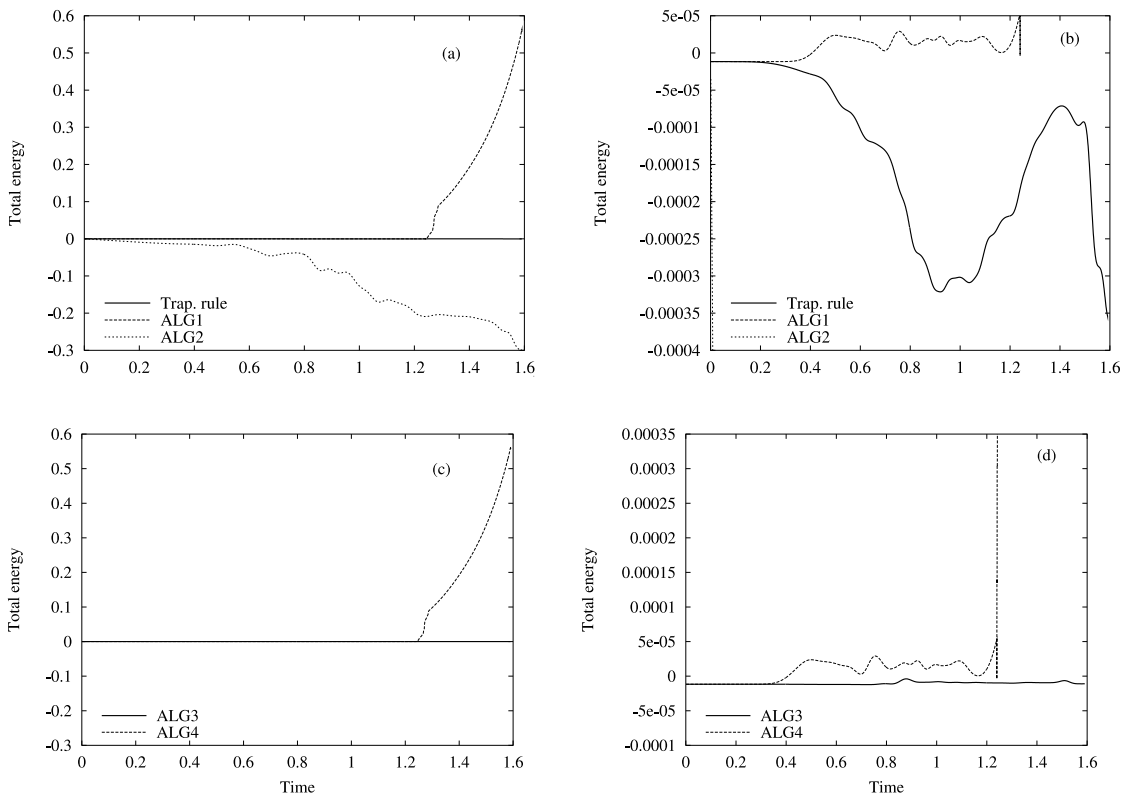 0.6
0.5
0.4
0.3
0.2
0.1
0
-0.1
-0.2
-0.3
Total energy
(a)
Trap. rule
ALG1
ALG2
0 0.2 0.4 0.6 0.8 1 1.2 1.4 1.6
5e-05
0
-5e-05
-0.0001
-0.00015
-0.0002
-0.00025
-0.0003
-0.00035
-0.0004
Total energy
(b)
Trap. rule
ALG1
ALG2
0 0.2 0.4 0.6 0.8 1 1.2 1.4 1.6
0.6
0.5
0.4
0.3
0.2
0.1
0
-0.1
-0.2
-0.3
Total energy
(c)
ALG3
ALG4
0 0.2 0.4 0.6 0.8 1 1.2 1.4 1.6
Time
0.00035
0.0003
0.00025
0.0002
0.00015
0.0001
5e-05
0
-5e-05
-0.0001
Total energy
(d)
ALG3
ALG4
0 0.2 0.4 0.6 0.8 1 1.2 1.4 1.6
Time